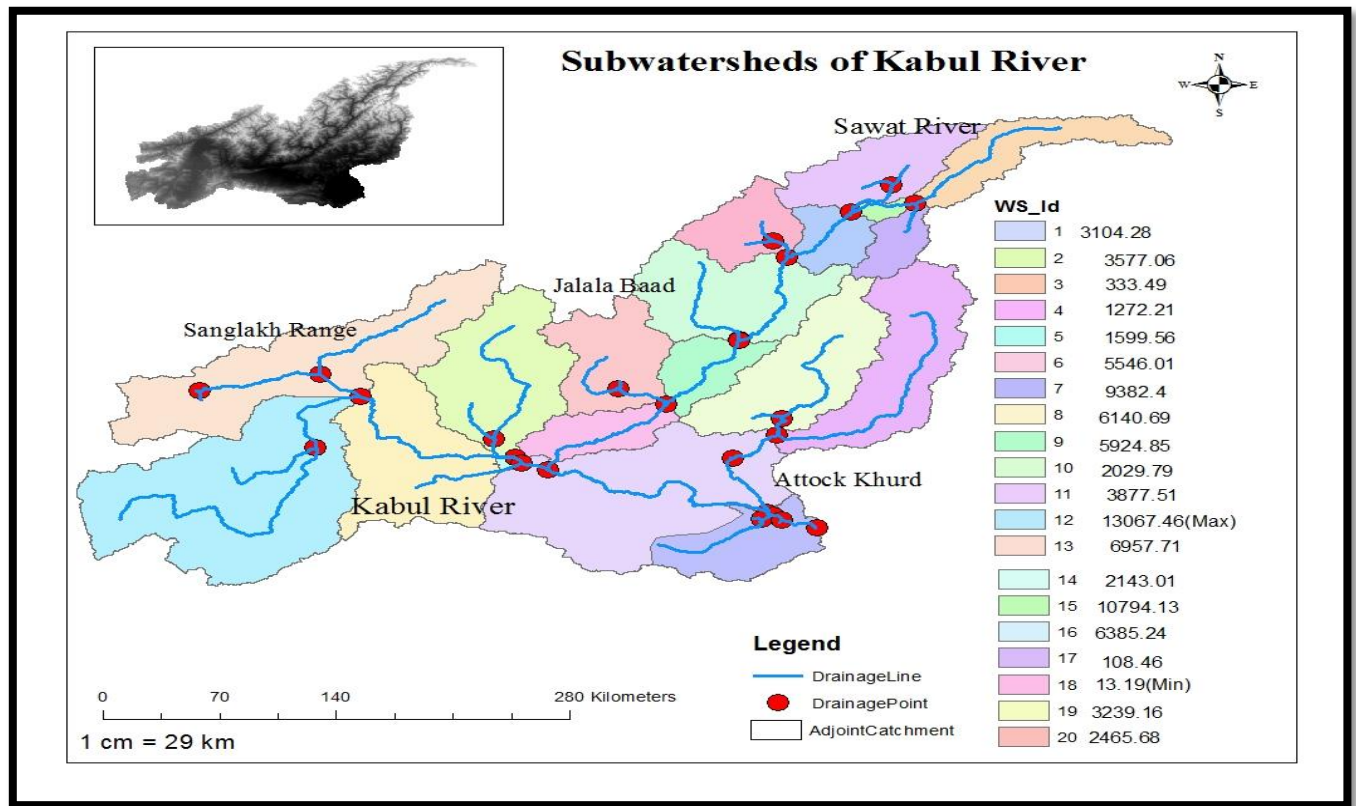 Subwatersheds of Kabul River
N
W E
S
Sawat River
WS_Id
1 3104.28
2 3577.06
3 333.49
4 1272.21
5 1599.56
6 5546.01
7 9382.4
8 6140.69
9 5924.85
10 2029.79
11 3877.51
12 13067.46(Max)
13 6957.71
14 2143.01
15 10794.13
16 6385.24
17 108.46
18 13.19(Min)
19 3239.16
20 2465.68
Jalala Baad
Sanglakh Range
Attock Khurd
Kabul River
Legend
DrainageLine
DrainagePoint
AdjointCatchment
0 70 140 280 Kilometers
1 cm = 29 km